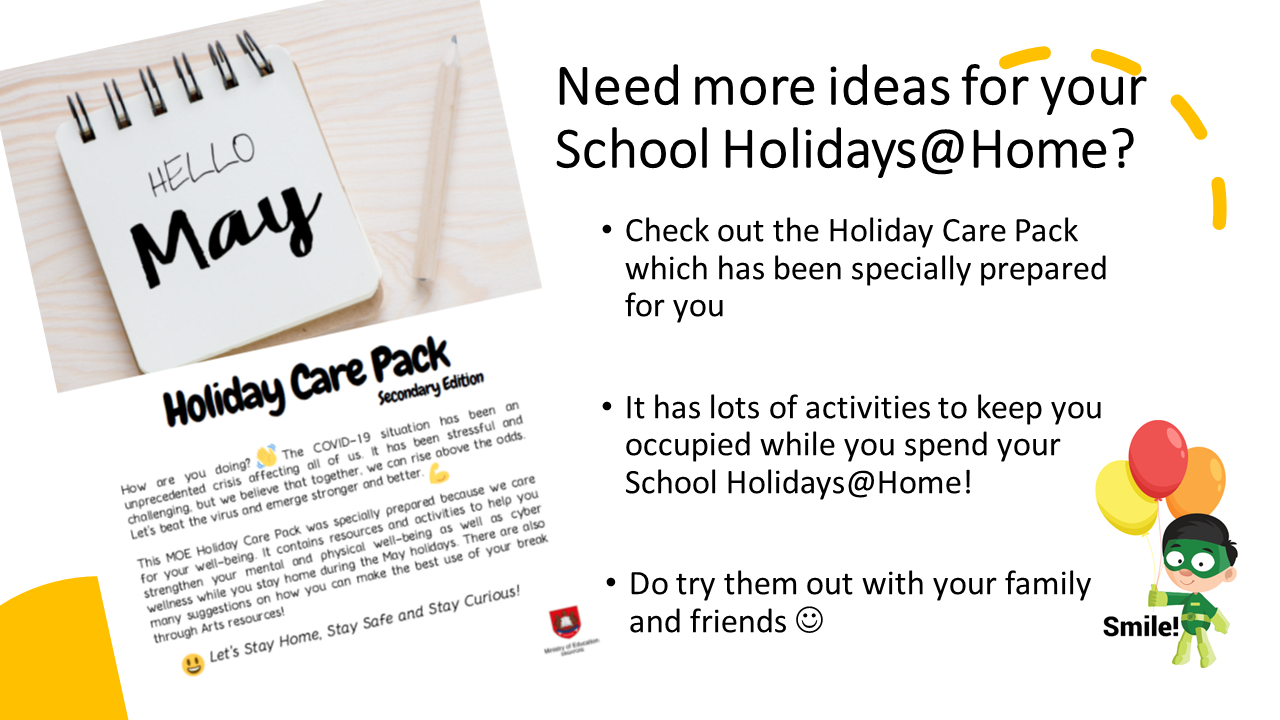 HELLO
May
Holiday Care Pack
Secondary Edition
How are you doing? 👋 The COVID-19 situation has been an
unprecedented crisis affecting all of us. It has been stressful and
challenging, but we believe that together, we can rise above the odds.
Let's beat the virus and emerge stronger and better. 💪
This MOE Holiday Care Pack was specially prepared because we care
for your well-being. It contains resources and activities to help you
strengthen your mental and physical well-being as well as cyber
wellness while you stay home during the May holidays. There are also
many suggestions on how you can make the best use of your break
through Arts resources!
😃 Let's Stay Home, Stay Safe and Stay Curious!
Ministry of Education
SINGAPORE
Need more ideas for your
School Holidays@Home?
• Check out the Holiday Care Pack
which has been specially prepared
for you
• It has lots of activities to keep you
occupied while you spend your
School Holidays@Home!
• Do try them out with your family
and friends ☺
Smile!